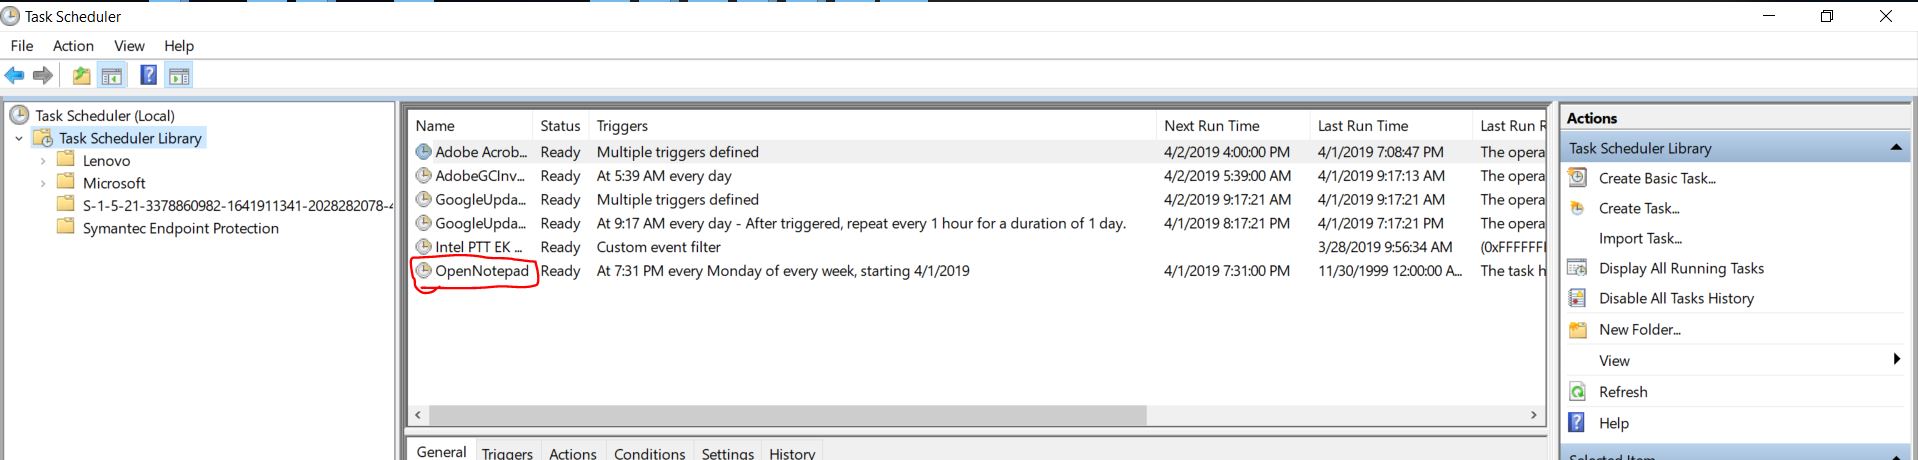 Task Scheduler
File Action View Help
Task Scheduler (Local)
Task Scheduler Library
Lenovo
Microsoft
S-1-5-21-3378860982-1641911341-2028282078-4
Symantec Endpoint Protection
Name Status Triggers Next Run Time Last Run Time Last Run R
Adobe Acrob... Ready Multiple triggers defined 4/2/2019 4:00:00 PM 4/1/2019 7:08:47 PM The opera
AdobeGCInv... Ready At 5:39 AM every day 4/2/2019 5:39:00 AM 4/1/2019 9:17:13 AM The opera
GoogleUpda... Ready Multiple triggers defined 4/2/2019 9:17:21 AM 4/1/2019 9:17:21 AM The opera
GoogleUpda... Ready At 9:17 AM every day - After triggered, repeat every 1 hour for a duration of 1 day. 4/1/2019 8:17:21 PM 4/1/2019 7:17:21 PM The opera
Intel PTT EK ... Ready Custom event filter 3/28/2019 9:56:34 AM (0xFFFFFF
OpenNotepad Ready At 7:31 PM every Monday of every week, starting 4/1/2019 4/1/2019 7:31:00 PM 11/30/1999 12:00:00 A... The task h
General Triggers Actions Conditions Settings History
Actions
Task Scheduler Library
Create Basic Task...
Create Task...
Import Task...
Display All Running Tasks
Disable All Tasks History
New Folder...
View
Refresh
Help
Selected Item